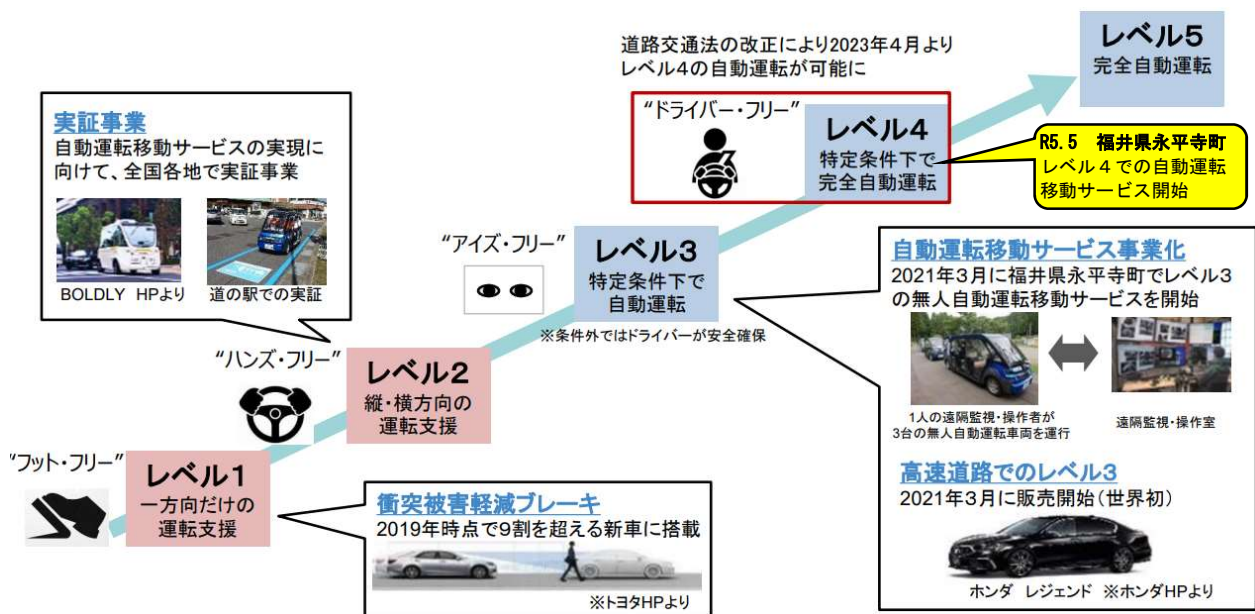 レベル5
完全自動運転
道路交通法の改正により2023年4月より
レベル4の自動運転が可能に
“ドライバー・フリー”
レベル4
特定条件下で
完全自動運転
R5.5 福井県永平寺町
レベル４での自動運転
移動サービス開始
実証事業
自動運転移動サービスの実現に
向けて、全国各地で実証事業
BOLDLY HPより
道の駅での実証
“アイズ・フリー”
レベル3
特定条件下で
自動運転
※条件外ではドライバーが安全確保
自動運転移動サービス事業化
2021年3月に福井県永平寺町でレベル3
の無人自動運転移動サービスを開始
1人の遠隔監視・操作者が
3台の無人自動運転車両を運行
遠隔監視・操作室
高速道路でのレベル3
2021年3月に販売開始(世界初)
ホンダ レジェンド ※ホンダHPより
“ハンズ・フリー”
レベル2
縦・横方向の
運転支援
“フット・フリー”
レベル1
一方向だけの
運転支援
衝突被害軽減ブレーキ
2019年時点で9割を超える新車に搭載
※トヨタHPより